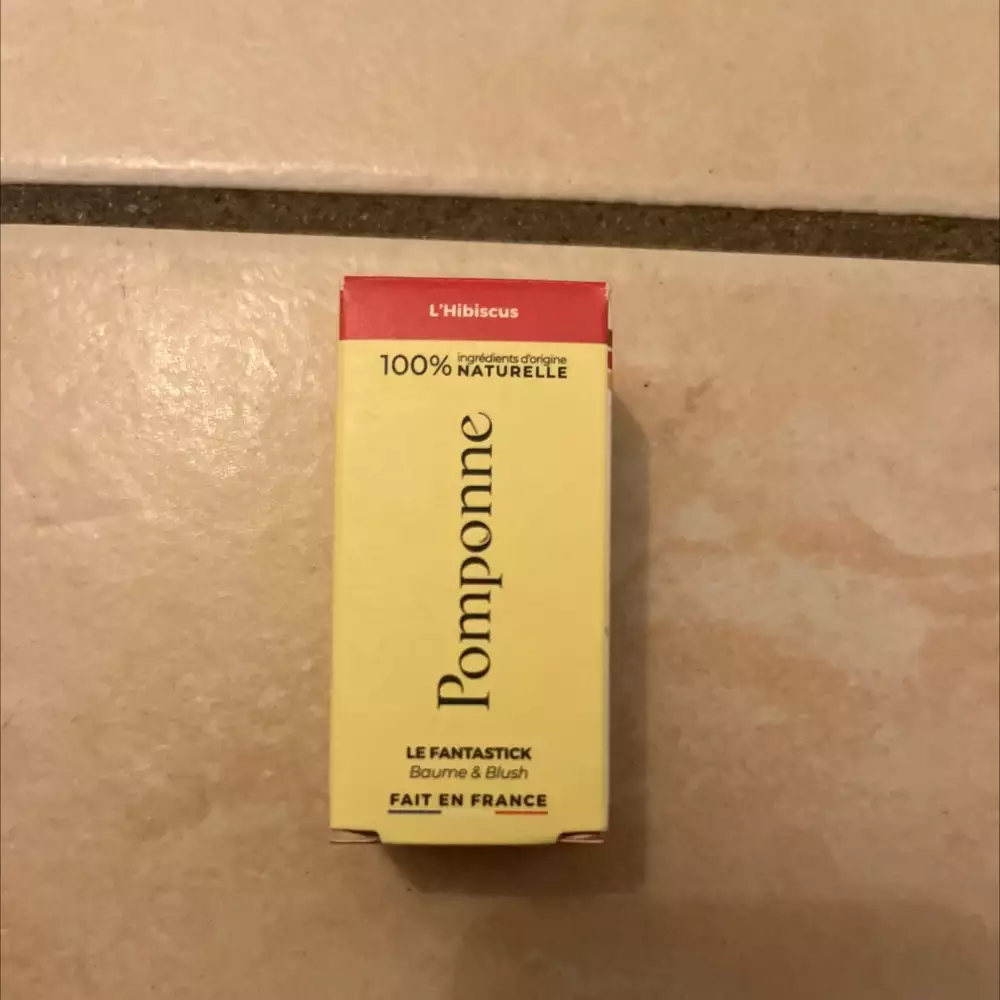 L'Hibiscus
100% ingrédients d'origine
NATURELLE
Pomponne
LE FANTASTICK
Baume & Blush
FAIT EN FRANCE